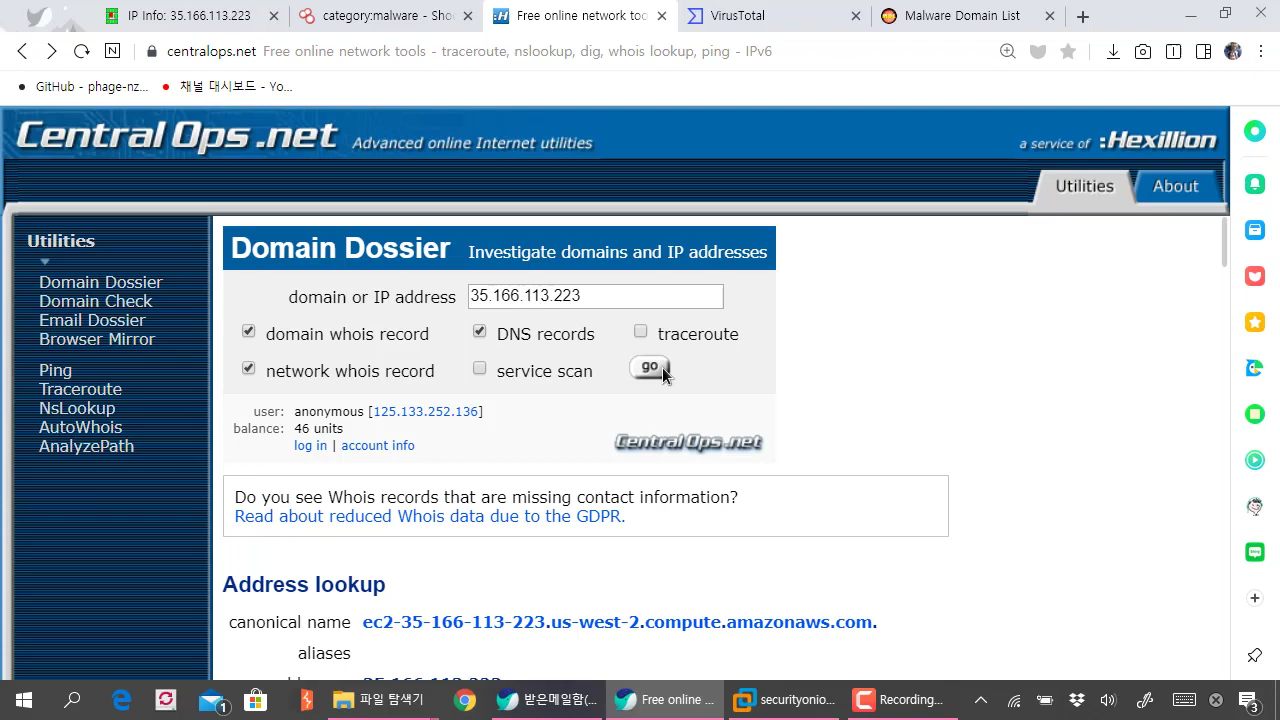 IP Info: 35.166.113.223
category:malware - Sho
Free online network too
VirusTotal
Malware Domain List
centralops.net Free online network tools - traceroute, nslookup, dig, whois lookup, ping - IPv6
GitHub - phage-nz...
채널 대시보드 - Yo...
CentralOps.net Advanced online Internet utilities
a service of :Hexillion
Utilities
About
Utilities
Domain Dossier
Domain Check
Email Dossier
Browser Mirror
Ping
Traceroute
NsLookup
AutoWhois
AnalyzePath
Domain Dossier Investigate domains and IP addresses
domain or IP address 35.166.113.223
domain whois record DNS records traceroute
network whois record service scan go
user: anonymous [125.133.252.136]
balance: 46 units
log in | account info
CentralOps.net
Do you see Whois records that are missing contact information?
Read about reduced Whois data due to the GDPR.
Address lookup
canonical name ec2-35-166-113-223.us-west-2.compute.amazonaws.com.
aliases
1
파일 탐색기
받은메일함(...
Free online ...
securityonio...
Recording...
3